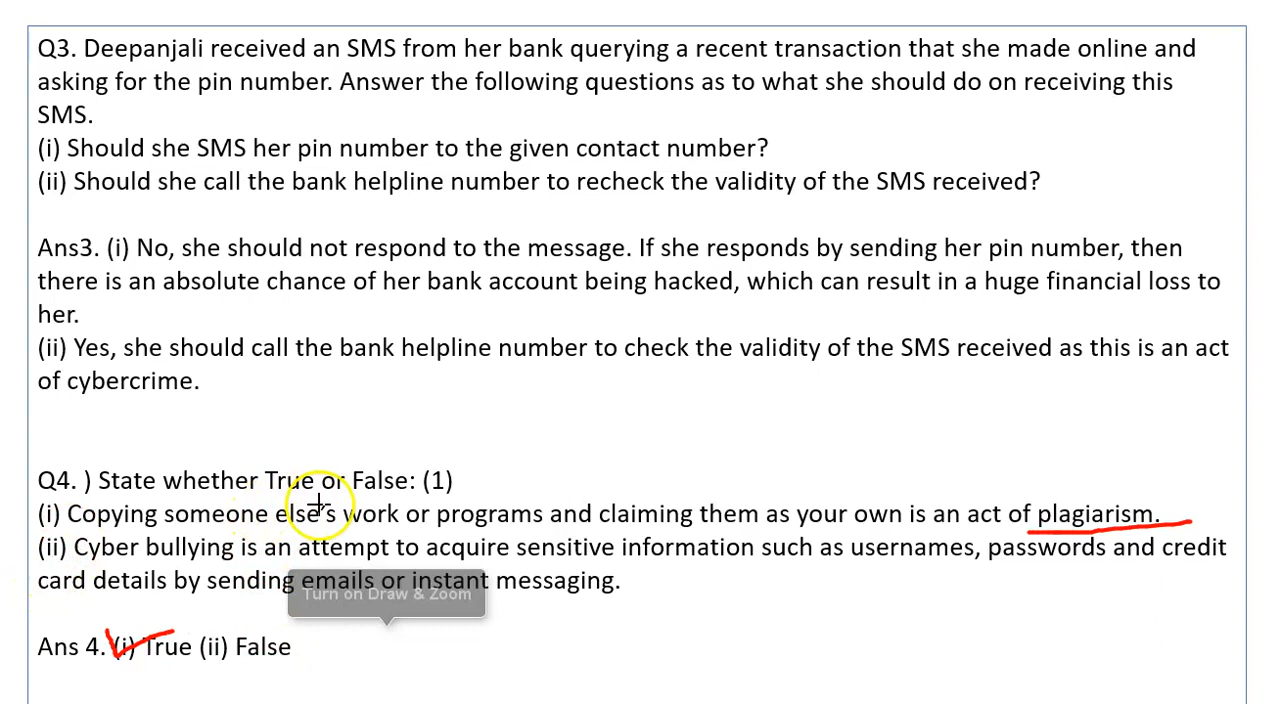 Q3. Deepanjali received an SMS from her bank querying a recent transaction that she made online and
asking for the pin number. Answer the following questions as to what she should do on receiving this
SMS.
(i) Should she SMS her pin number to the given contact number?
(ii) Should she call the bank helpline number to recheck the validity of the SMS received?
Ans3. (i) No, she should not respond to the message. If she responds by sending her pin number, then
there is an absolute chance of her bank account being hacked, which can result in a huge financial loss to
her.
(ii) Yes, she should call the bank helpline number to check the validity of the SMS received as this is an act
of cybercrime.
Q4. ) State whether True or False: (1)
(i) Copying someone else's work or programs and claiming them as your own is an act of plagiarism.
(ii) Cyber bullying is an attempt to acquire sensitive information such as usernames, passwords and credit
card details by sending emails or instant messaging.
Turn on Draw & Zoom
Ans 4. (i) True (ii) False